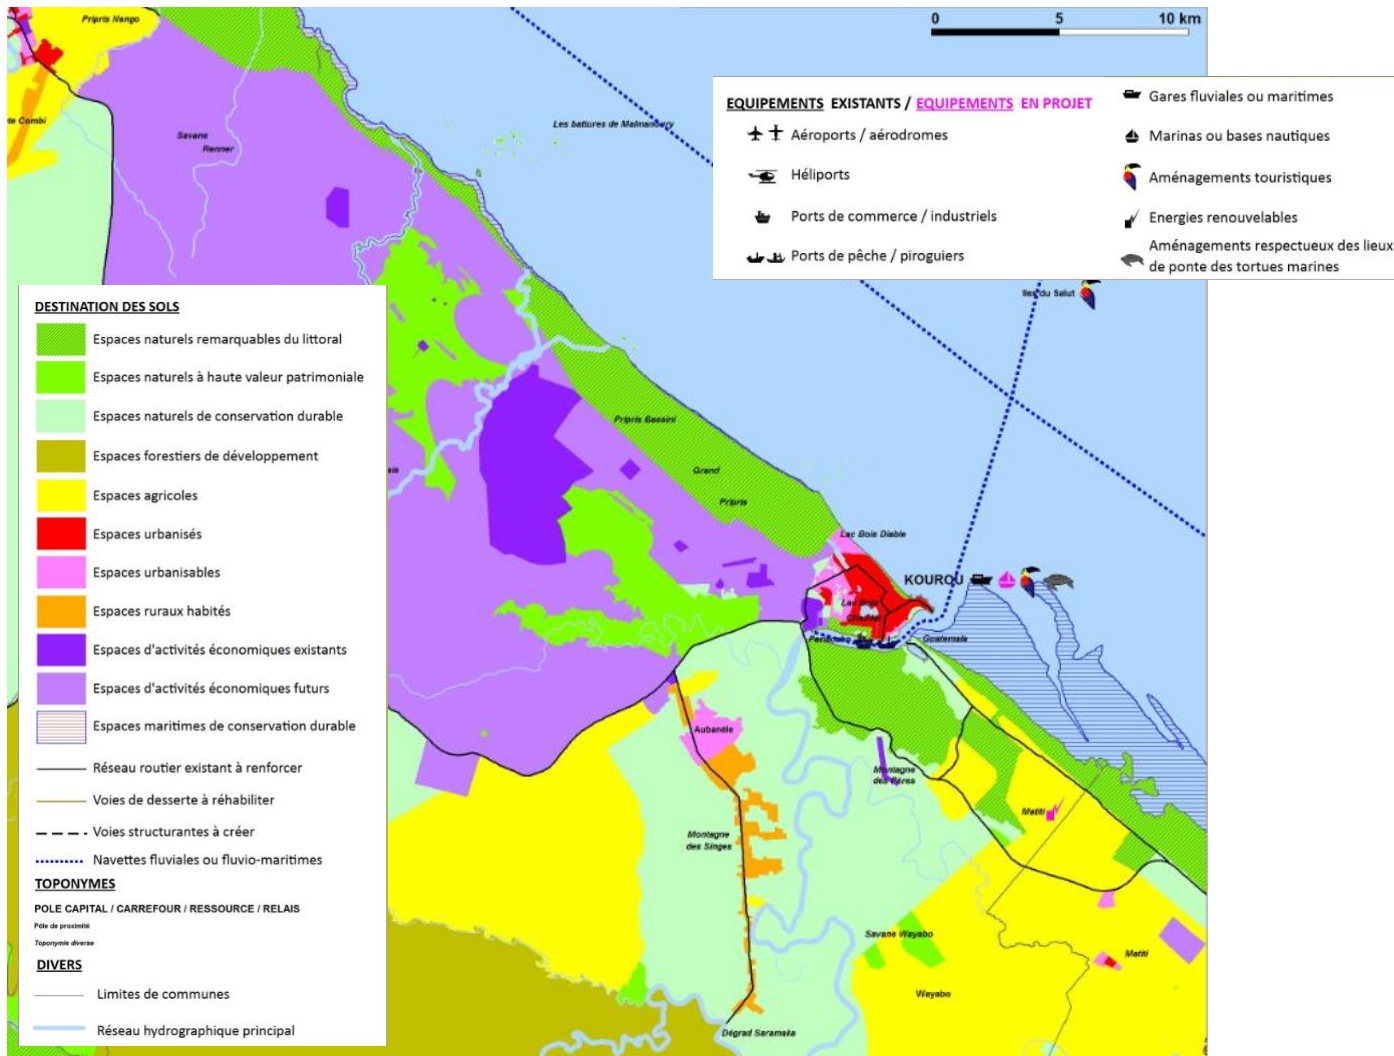 Pripris Nango
0 5 10 km
EQUIPEMENTS EXISTANTS / EQUIPEMENTS EN PROJET
Aéroports / aérodromes
Héliports
Ports de commerce / industriels
Ports de pêche / piroguiers
Gares fluviales ou maritimes
Marinas ou bases nautiques
Aménagements touristiques
Energies renouvelables
Aménagements respectueux des lieux
de ponte des tortues marines
Combi
Savane
Renner
Les battures de Malmanoury
Iles du Salut
DESTINATION DES SOLS
Espaces naturels remarquables du littoral
Espaces naturels à haute valeur patrimoniale
Espaces naturels de conservation durable
Espaces forestiers de développement
Espaces agricoles
Espaces urbanisés
Espaces urbanisables
Espaces ruraux habités
Espaces d'activités économiques existants
Espaces d'activités économiques futurs
Espaces maritimes de conservation durable
Réseau routier existant à renforcer
Voies de desserte à réhabiliter
Voies structurantes à créer
Navettes fluviales ou fluvio-maritimes
TOPONYMES
POLE CAPITAL / CARREFOUR / RESSOURCE / RELAIS
Pôle de proximité
Toponymie diverse
DIVERS
Limites de communes
Réseau hydrographique principal
Pripris Bassini
Grand
Pripris
Lac Bois Diable
KOUROU
Lac Bois
Guatemala
Aubanèle
Montagne
des Pères
Matiti
Montagne
des Singes
Savane Wayabo
Matiti
Wayabo
Dégrad Saramaka